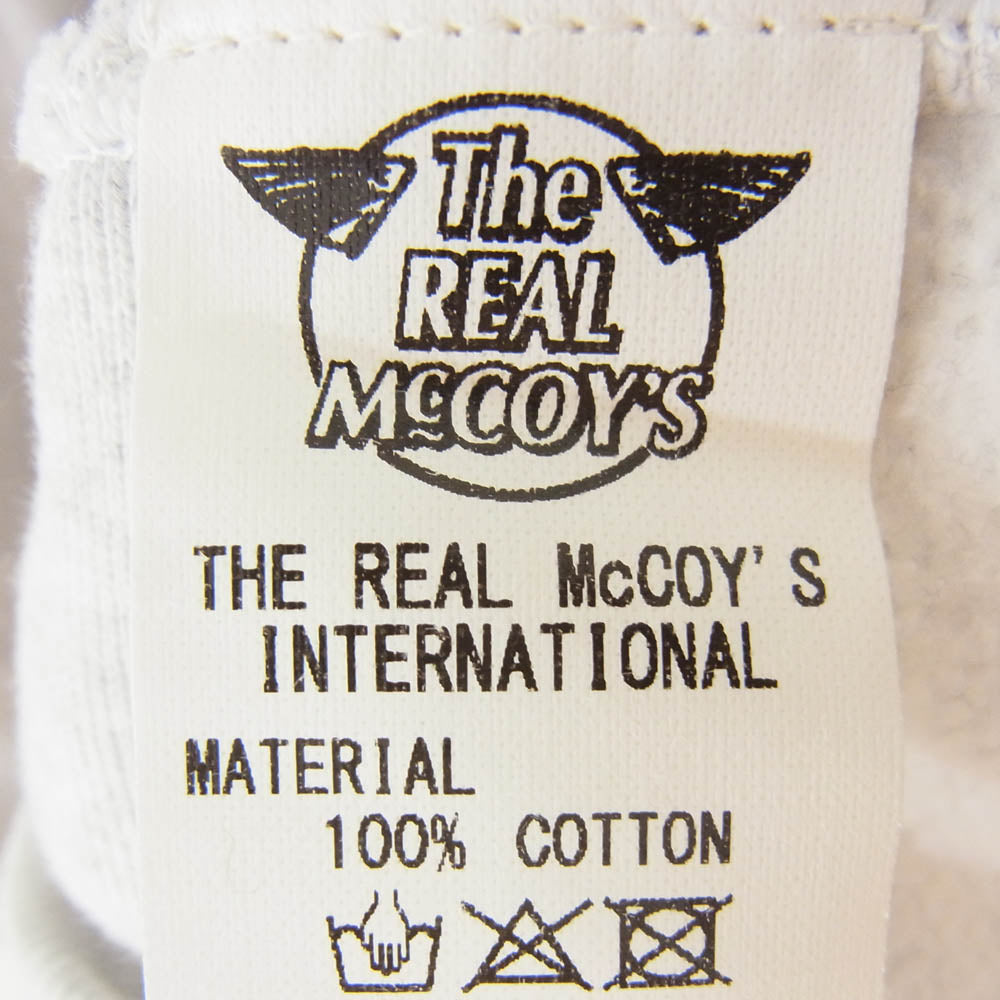 The
REAL
McCOY'S
THE REAL McCOY'S
INTERNATIONAL
MATERIAL
100% COTTON